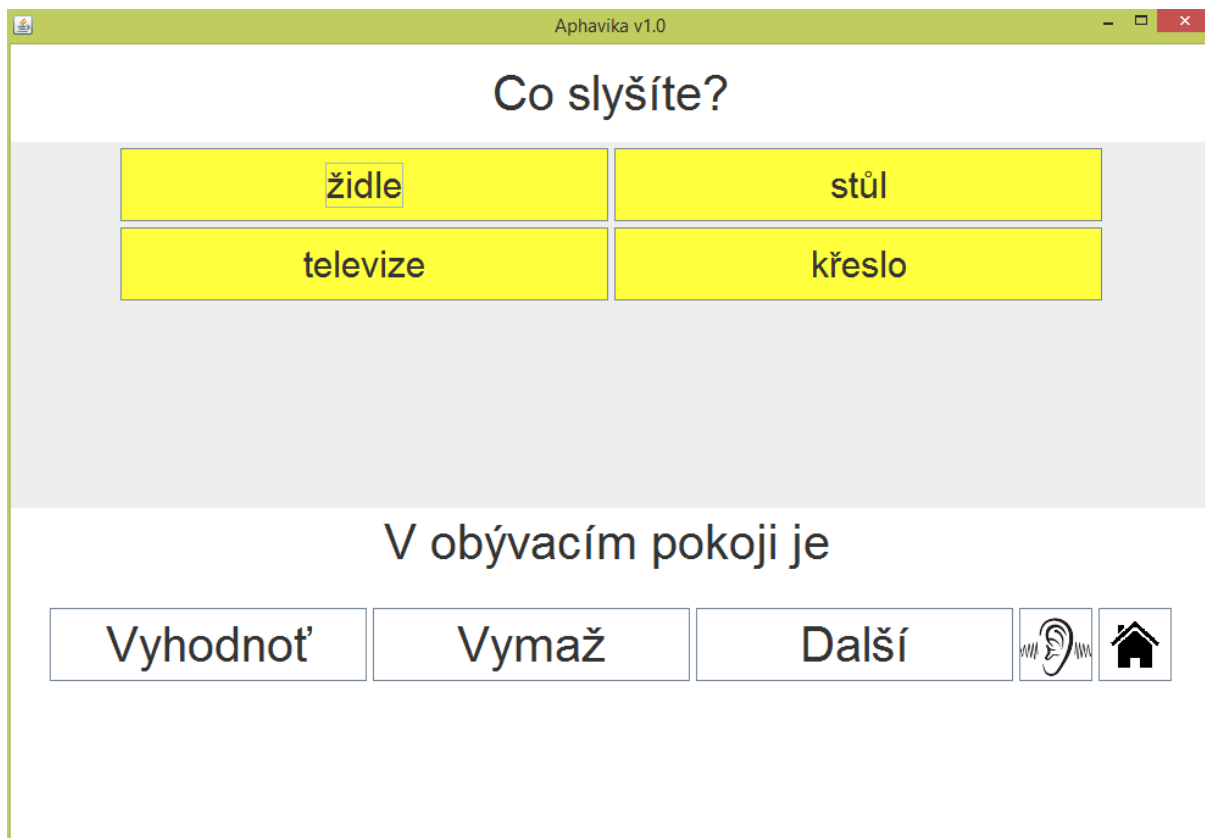 Aphavika v1.0
Co slyšíte?
židle stůl
televize křeslo
V obývacím pokoji je
Vyhodnoť Vymaž Další